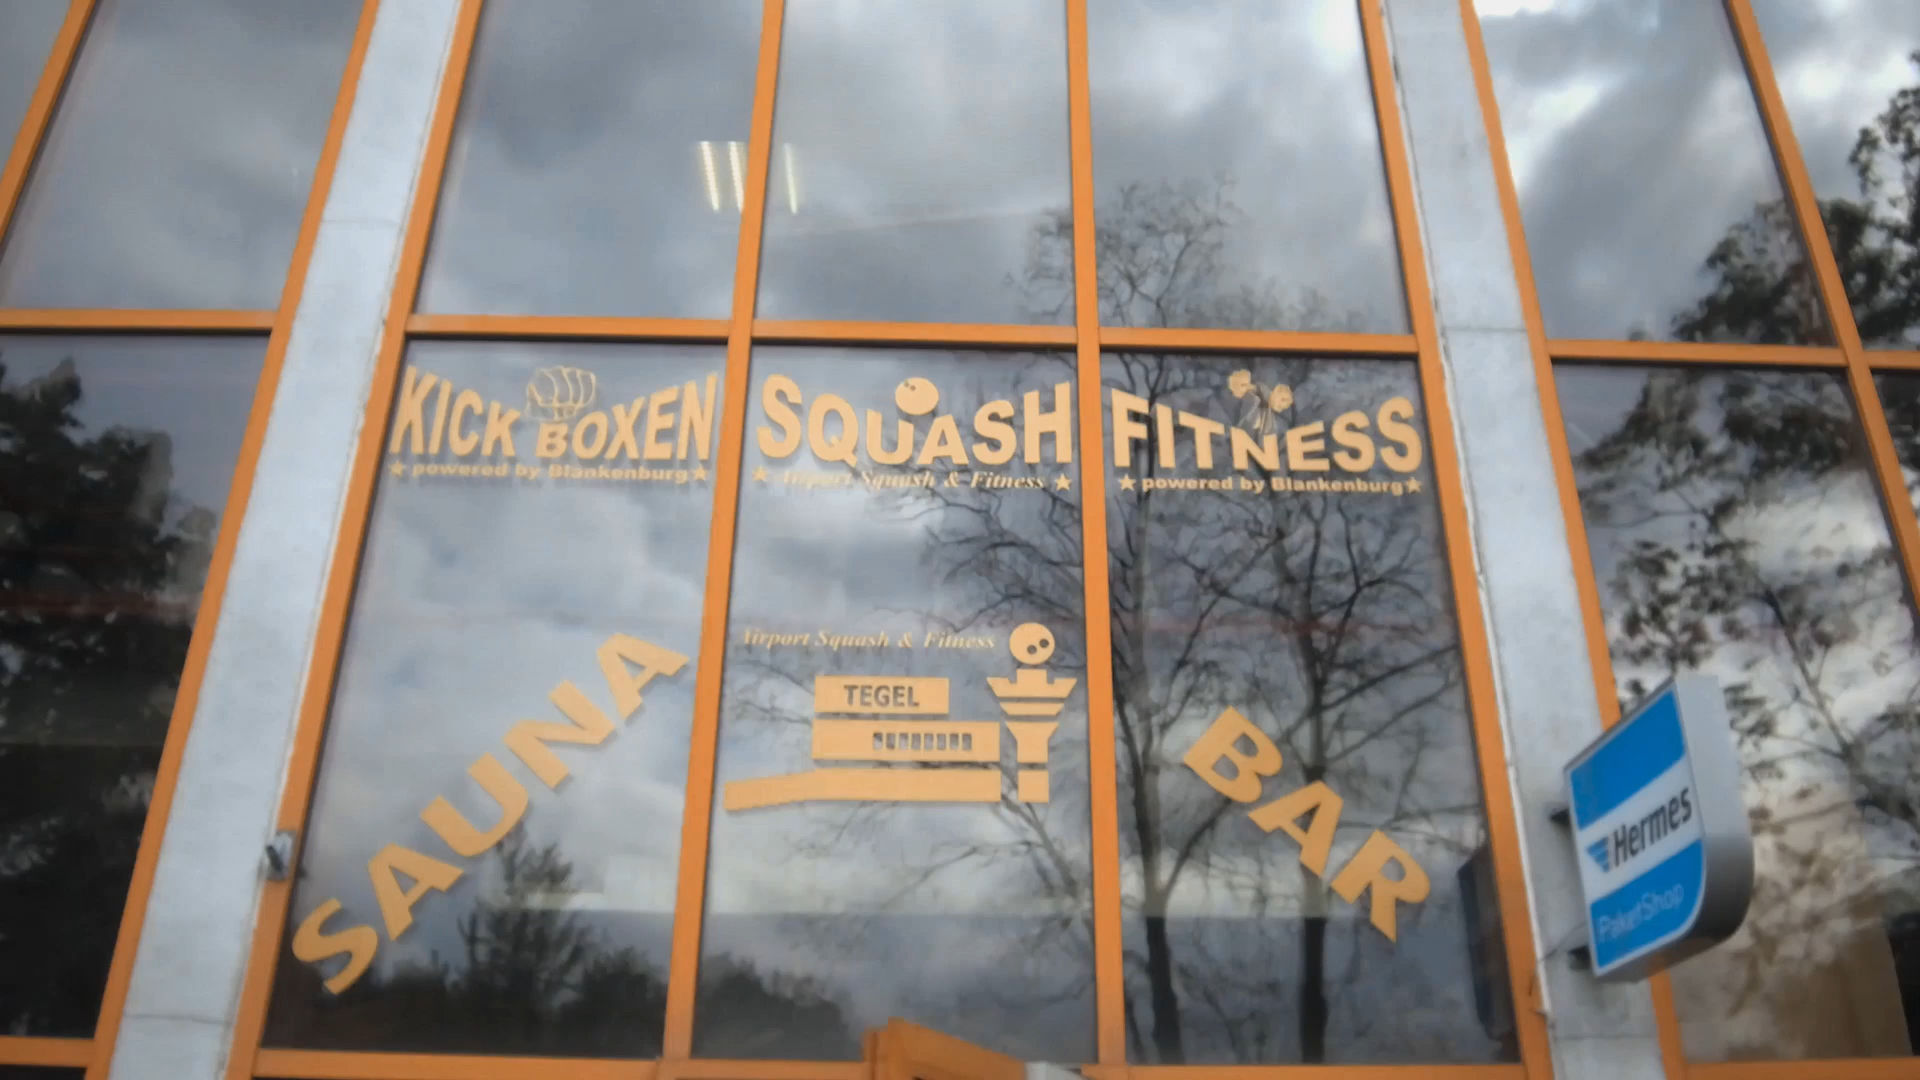 KICK BOXEN
★ powered by Blankenburg ★
SQUASH
★ Airport Squash & Fitness ★
FITNESS
★ powered by Blankenburg ★
Airport Squash & Fitness
TEGEL
SAUNA
BAR
Hermes
PaketShop